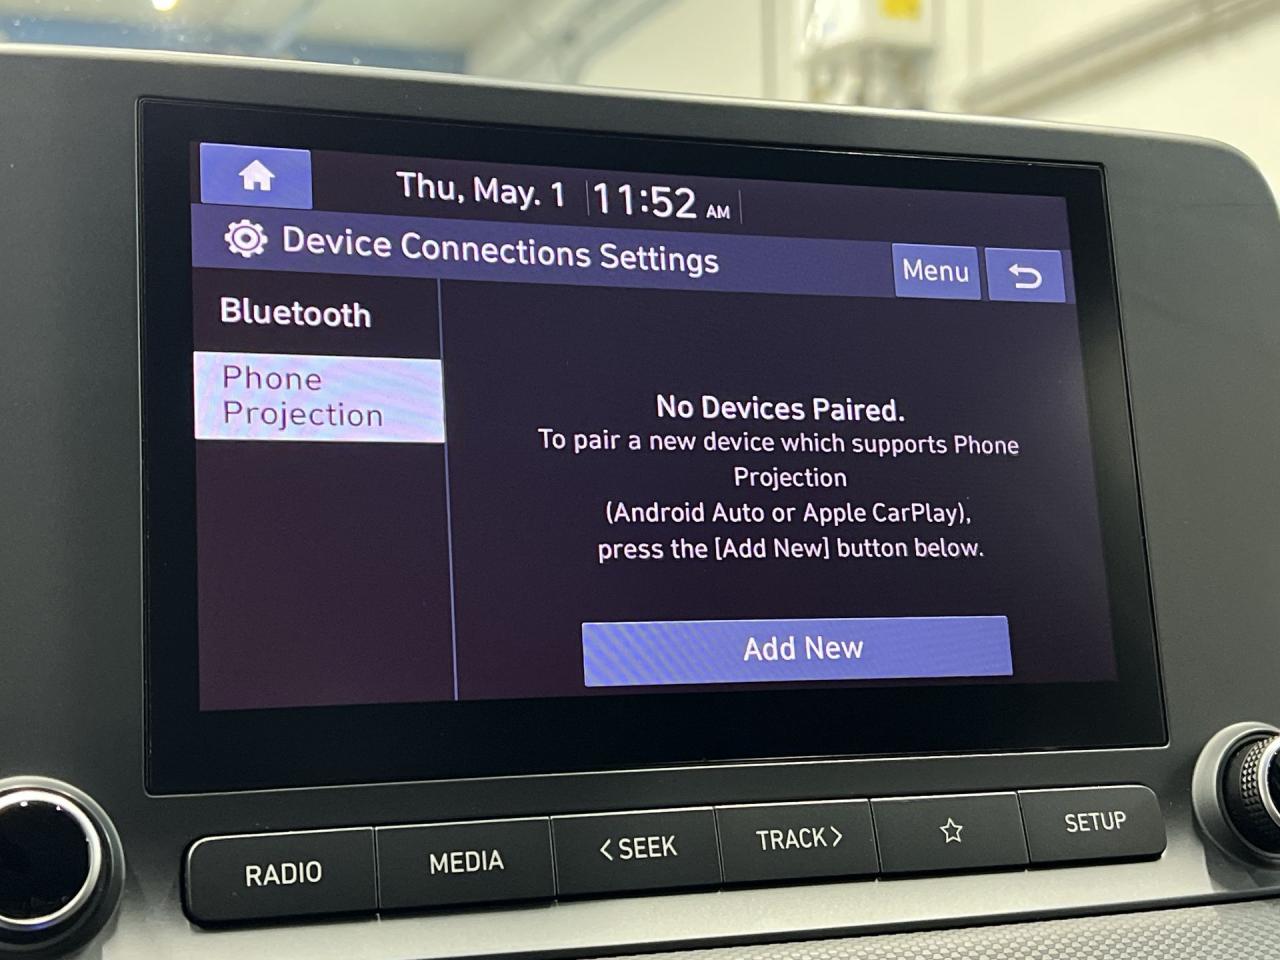 Thu, May. 1 11:52 AM
Device Connections Settings
Menu
Bluetooth
Phone
Projection
No Devices Paired.
To pair a new device which supports Phone
Projection
(Android Auto or Apple CarPlay),
press the [Add New] button below.
Add New
RADIO
MEDIA
<SEEK
TRACK>
SETUP